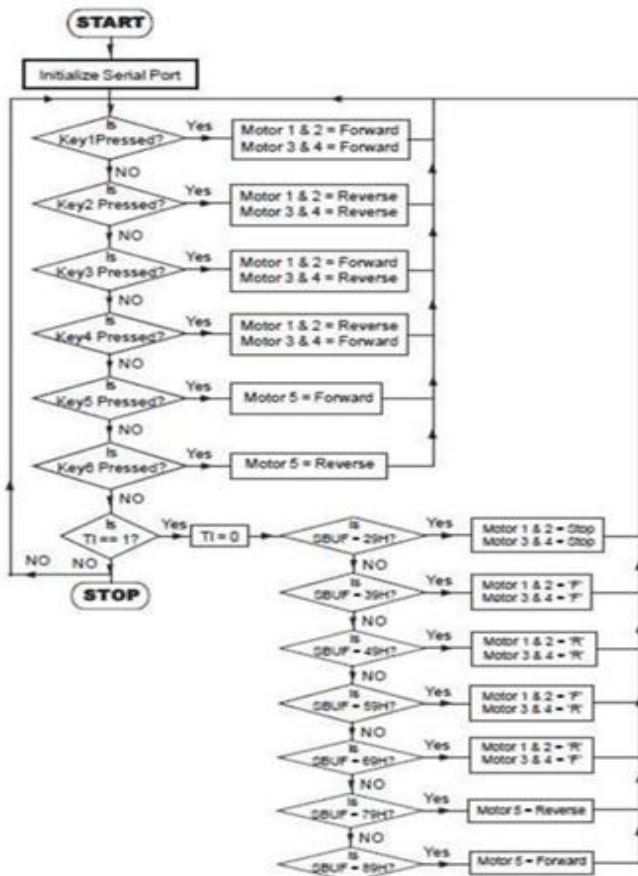 START
Initialize Serial Port
Is
Key1Pressed?
Yes
Motor 1 & 2 = Forward
Motor 3 & 4 = Forward
NO
Is
Key2 Pressed?
Yes
Motor 1 & 2 = Reverse
Motor 3 & 4 = Reverse
NO
Is
Key3 Pressed?
Yes
Motor 1 & 2 = Forward
Motor 3 & 4 = Reverse
NO
Is
Key4 Pressed?
Yes
Motor 1 & 2 = Reverse
Motor 3 & 4 = Forward
NO
Is
Key5 Pressed?
Yes
Motor 5 = Forward
NO
Is
Key6 Pressed?
Yes
Motor 5 = Reverse
NO
Is
TI == 1?
Yes
TI = 0
NO
NO
STOP
Is
SBUF = 29H?
Yes
Motor 1 & 2 = Stop
Motor 3 & 4 = Stop
NO
Is
SBUF = 39H?
Yes
Motor 1 & 2 = 'F'
Motor 3 & 4 = 'F'
NO
Is
SBUF = 49H?
Yes
Motor 1 & 2 = 'R'
Motor 3 & 4 = 'R'
NO
Is
SBUF = 59H?
Yes
Motor 1 & 2 = 'F'
Motor 3 & 4 = 'R'
NO
Is
SBUF = 69H?
Yes
Motor 1 & 2 = 'R'
Motor 3 & 4 = 'F'
NO
Is
SBUF = 79H?
Yes
Motor 5 = Reverse
NO
Is
SBUF = 89H?
Yes
Motor 5 = Forward